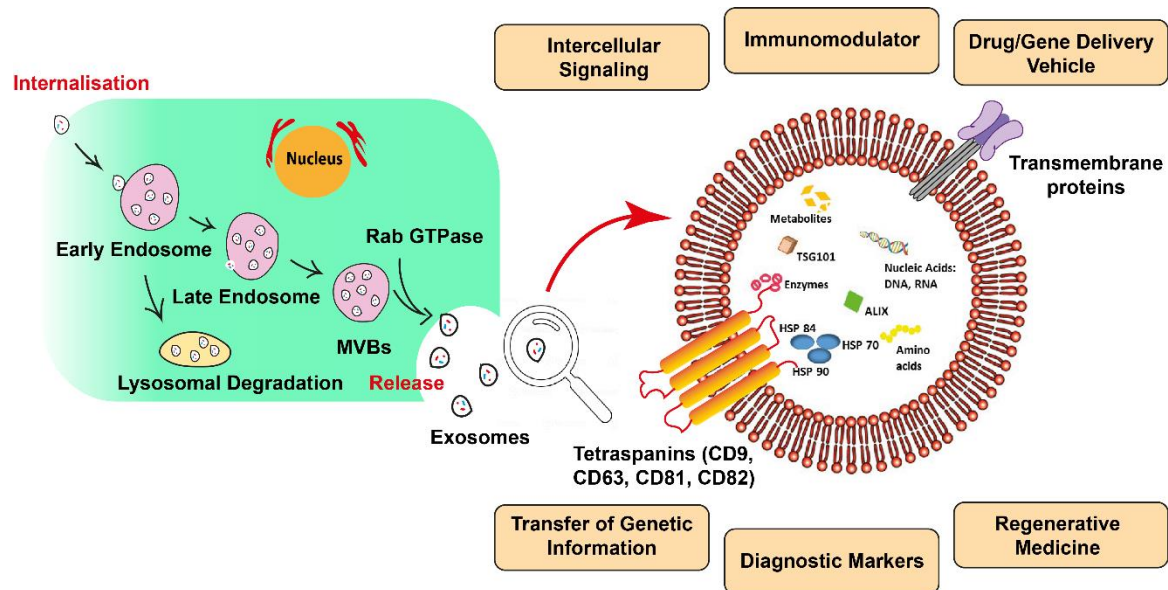 Intercellular
Signaling
Immunomodulator
Drug/Gene Delivery
Vehicle
Internalisation
Nucleus
Early Endosome
Late Endosome
Lysosomal Degradation
Rab GTPase
MVBs
Release
Exosomes
Transmembrane
proteins
Metabolites
TSG101
Nucleic Acids:
DNA, RNA
Enzymes
ALIX
HSP 84
HSP 70
HSP 90
Amino
acids
Tetraspanins (CD9,
CD63, CD81, CD82)
Transfer of Genetic
Information
Diagnostic Markers
Regenerative
Medicine